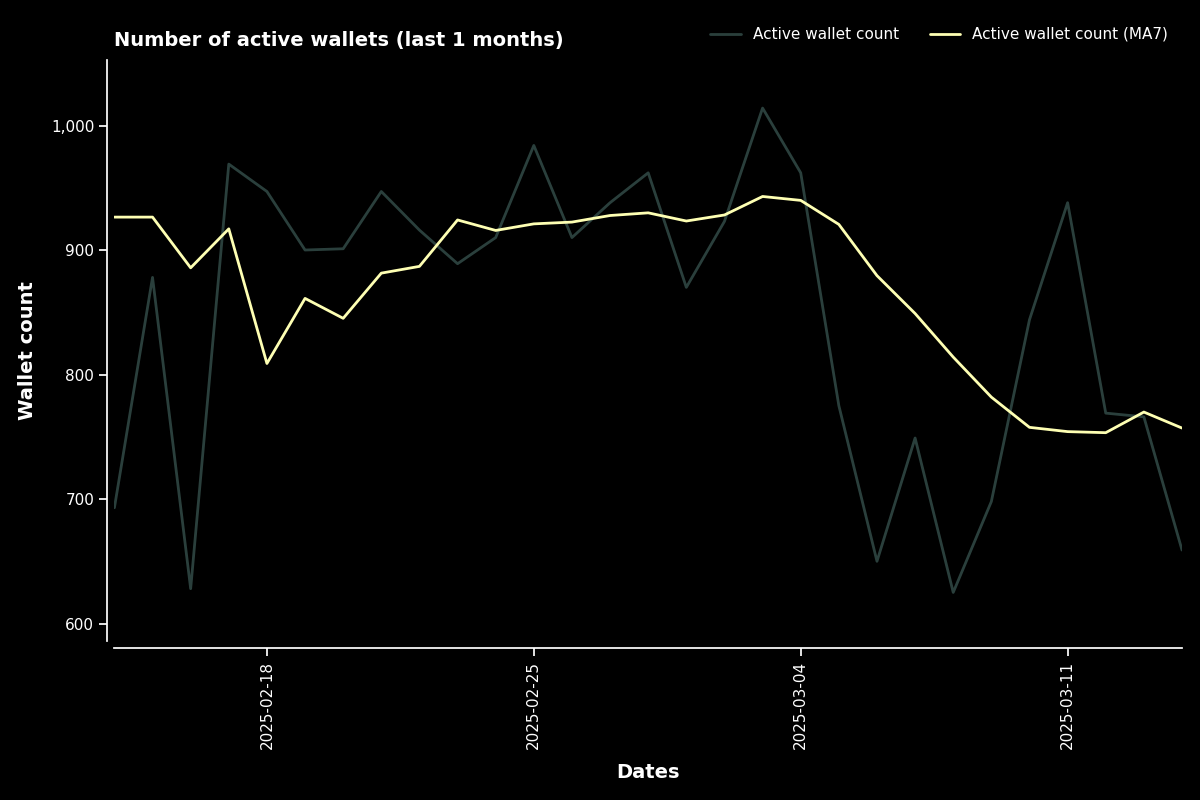 Number of active wallets (last 1 months)
Active wallet count
Active wallet count (MA7)
Wallet count
1,000
900
800
700
600
2025-02-18
2025-02-25
2025-03-04
2025-03-11
Dates